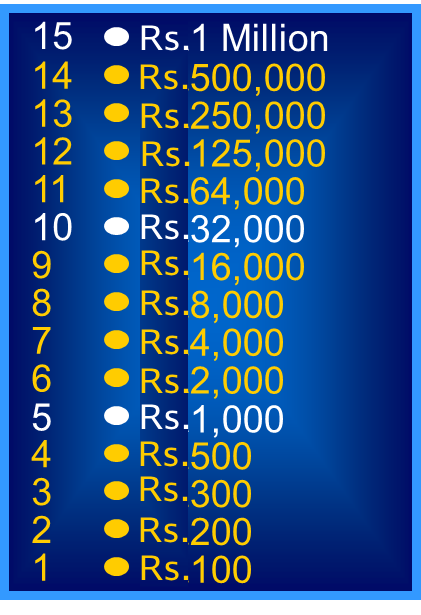 15 Rs.1 Million
14 Rs.500,000
13 Rs.250,000
12 Rs.125,000
11 Rs.64,000
10 Rs.32,000
9 Rs.16,000
8 Rs.8,000
7 Rs.4,000
6 Rs.2,000
5 Rs.1,000
4 Rs.500
3 Rs.300
2 Rs.200
1 Rs.100